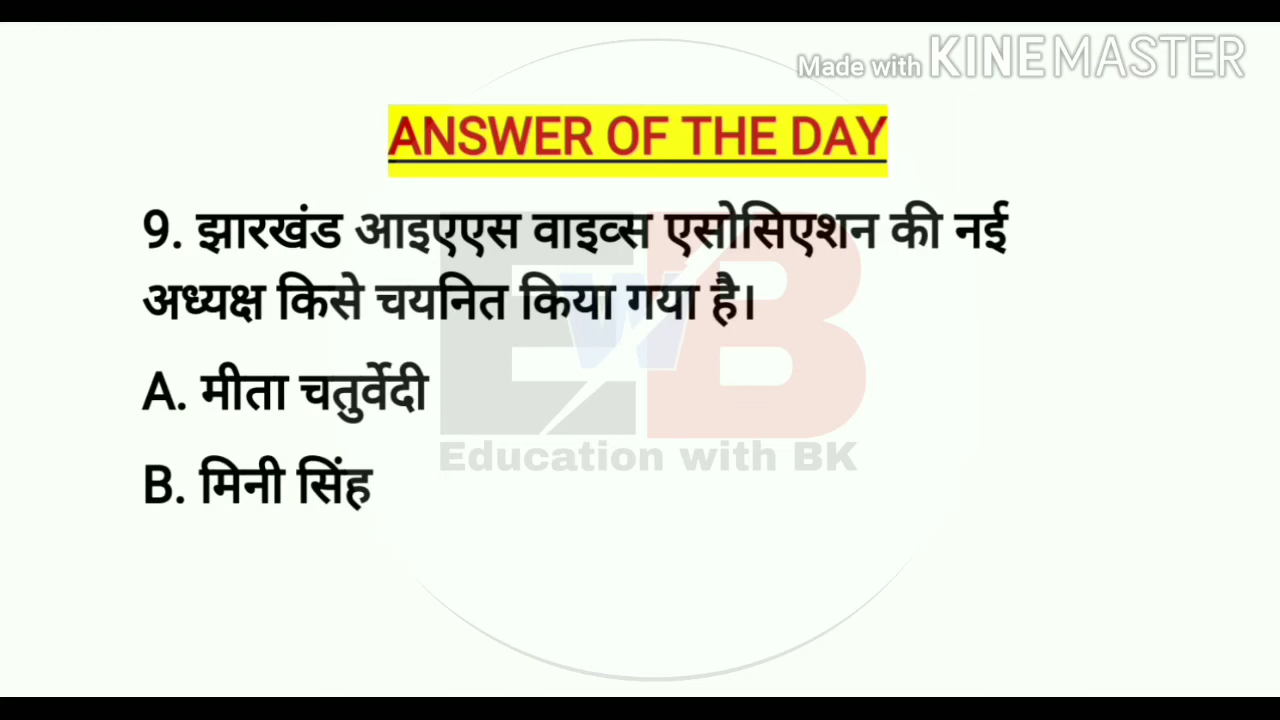 Made with KINEMASTER
ANSWER OF THE DAY
9. झारखंड आइएएस वाइव्स एसोसिएशन की नई
अध्यक्ष किसे चयनित किया गया है।
A. मीता चतुर्वेदी
EWB
Education with BK
B. मिनी सिंह